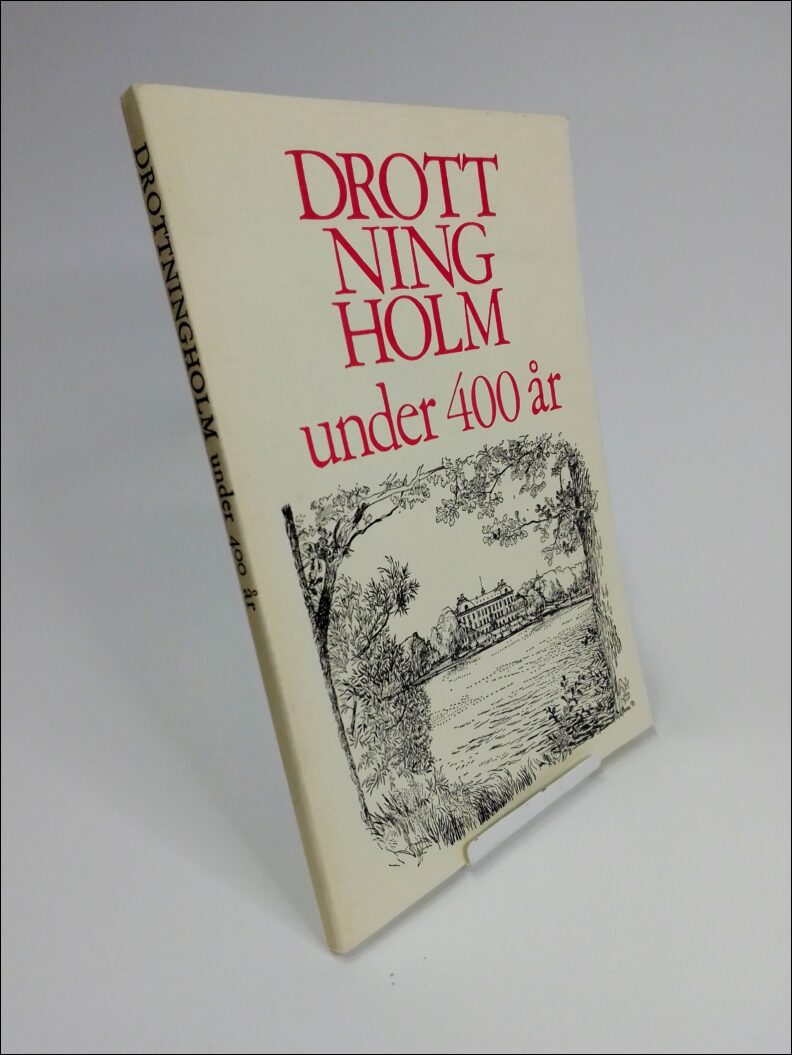 DROTTNINGHOLM under 400 år
DROTT
NING
HOLM
under 400 år